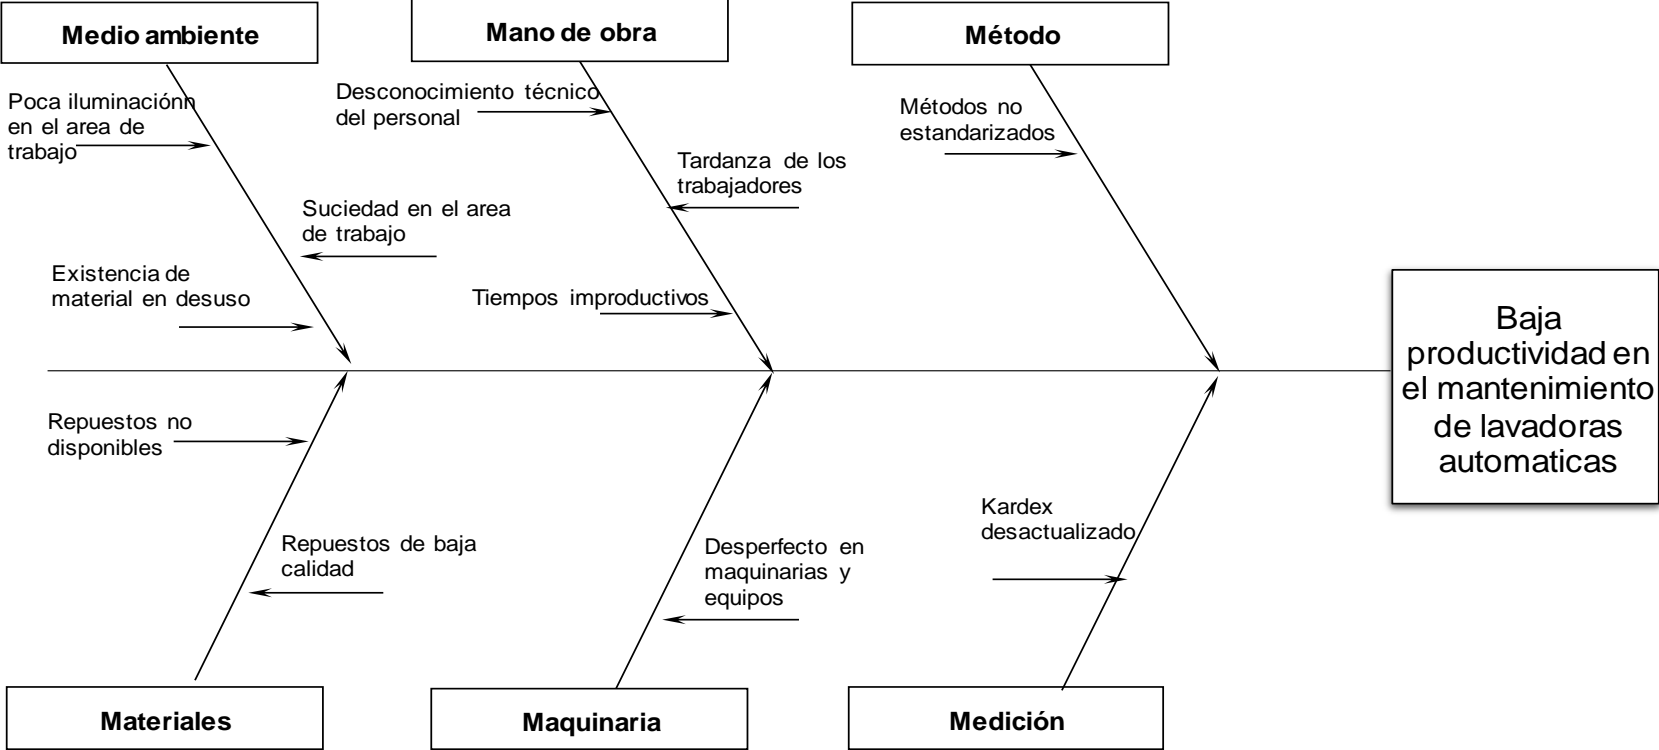 Medio ambiente
Mano de obra
Método
Poca iluminaciónn
en el area de
trabajo
Desconocimiento técnico
del personal
Métodos no
estandarizados
Tardanza de los
trabajadores
Suciedad en el area
de trabajo
Existencia de
material en desuso
Tiempos improductivos
Baja
productividad en
el mantenimiento
de lavadoras
automaticas
Repuestos no
disponibles
Repuestos de baja
calidad
Desperfecto en
maquinarias y
equipos
Kardex
desactualizado
Materiales
Maquinaria
Medición